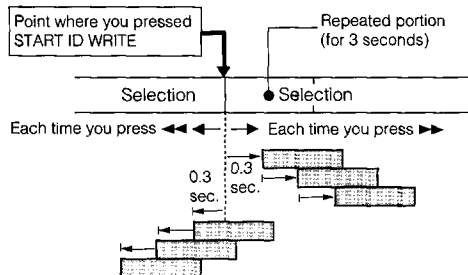 Point where you pressed
START ID WRITE
Repeated portion
(for 3 seconds)
Selection
Selection
Each time you press ◀◀
Each time you press ▶▶
0.3
sec.
0.3
sec.